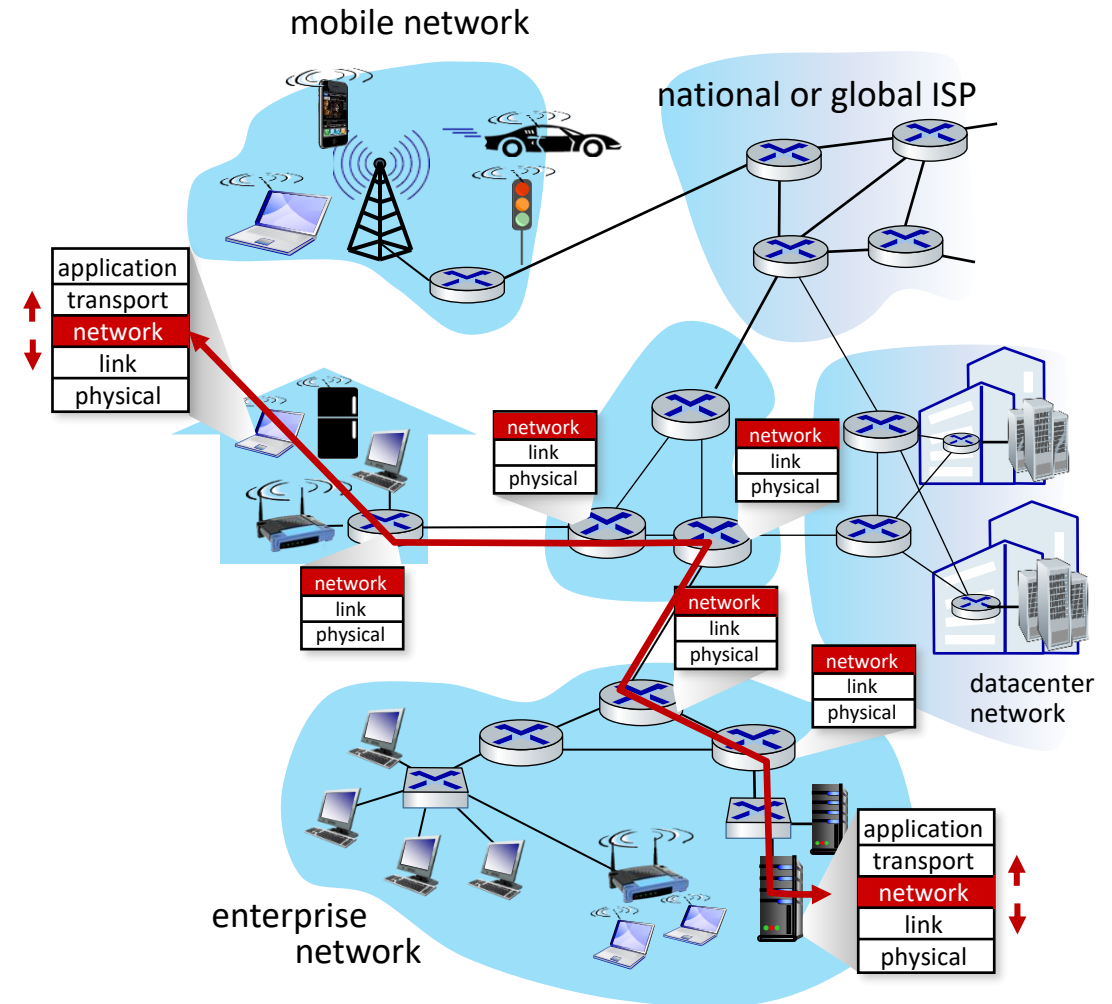 mobile network
national or global ISP
application
transport
network
link
physical
network
link
physical
network
link
physical
network
link
physical
network
link
physical
network
link
physical
datacenter
network
application
transport
network
link
physical
enterprise
network